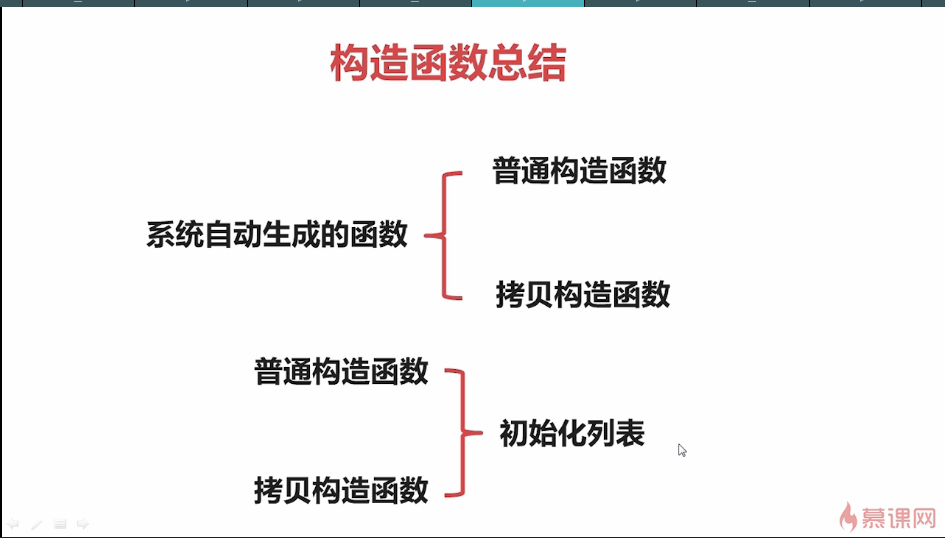 构造函数总结
普通构造函数
系统自动生成的函数
拷贝构造函数
普通构造函数
初始化列表
拷贝构造函数
慕课网